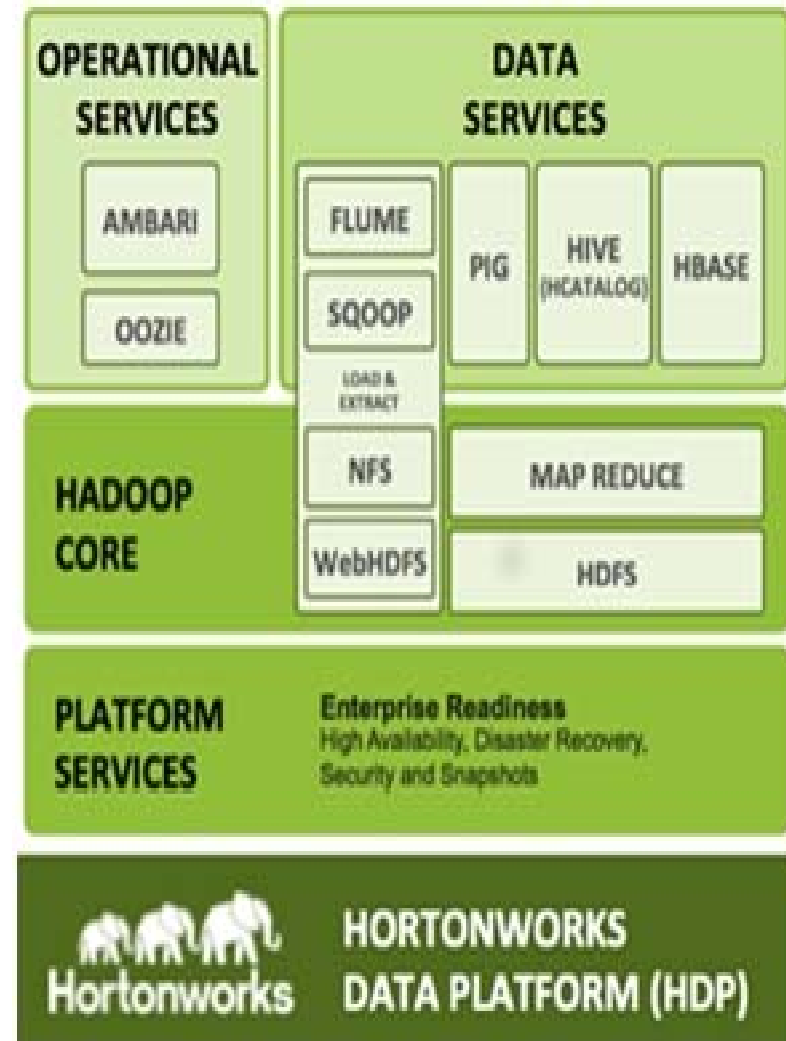 OPERATIONAL
SERVICES
AMBARI
OOZIE
DATA
SERVICES
FLUME
SQOOP
LOAD &
EXTRACT
NFS
WebHDFS
PIG
HIVE
(HCATALOG)
HBASE
HADOOP
CORE
MAP REDUCE
HDFS
PLATFORM
SERVICES
Enterprise Readiness
High Availability, Disaster Recovery,
Security and Snapshots
Hortonworks
HORTONWORKS
DATA PLATFORM (HDP)